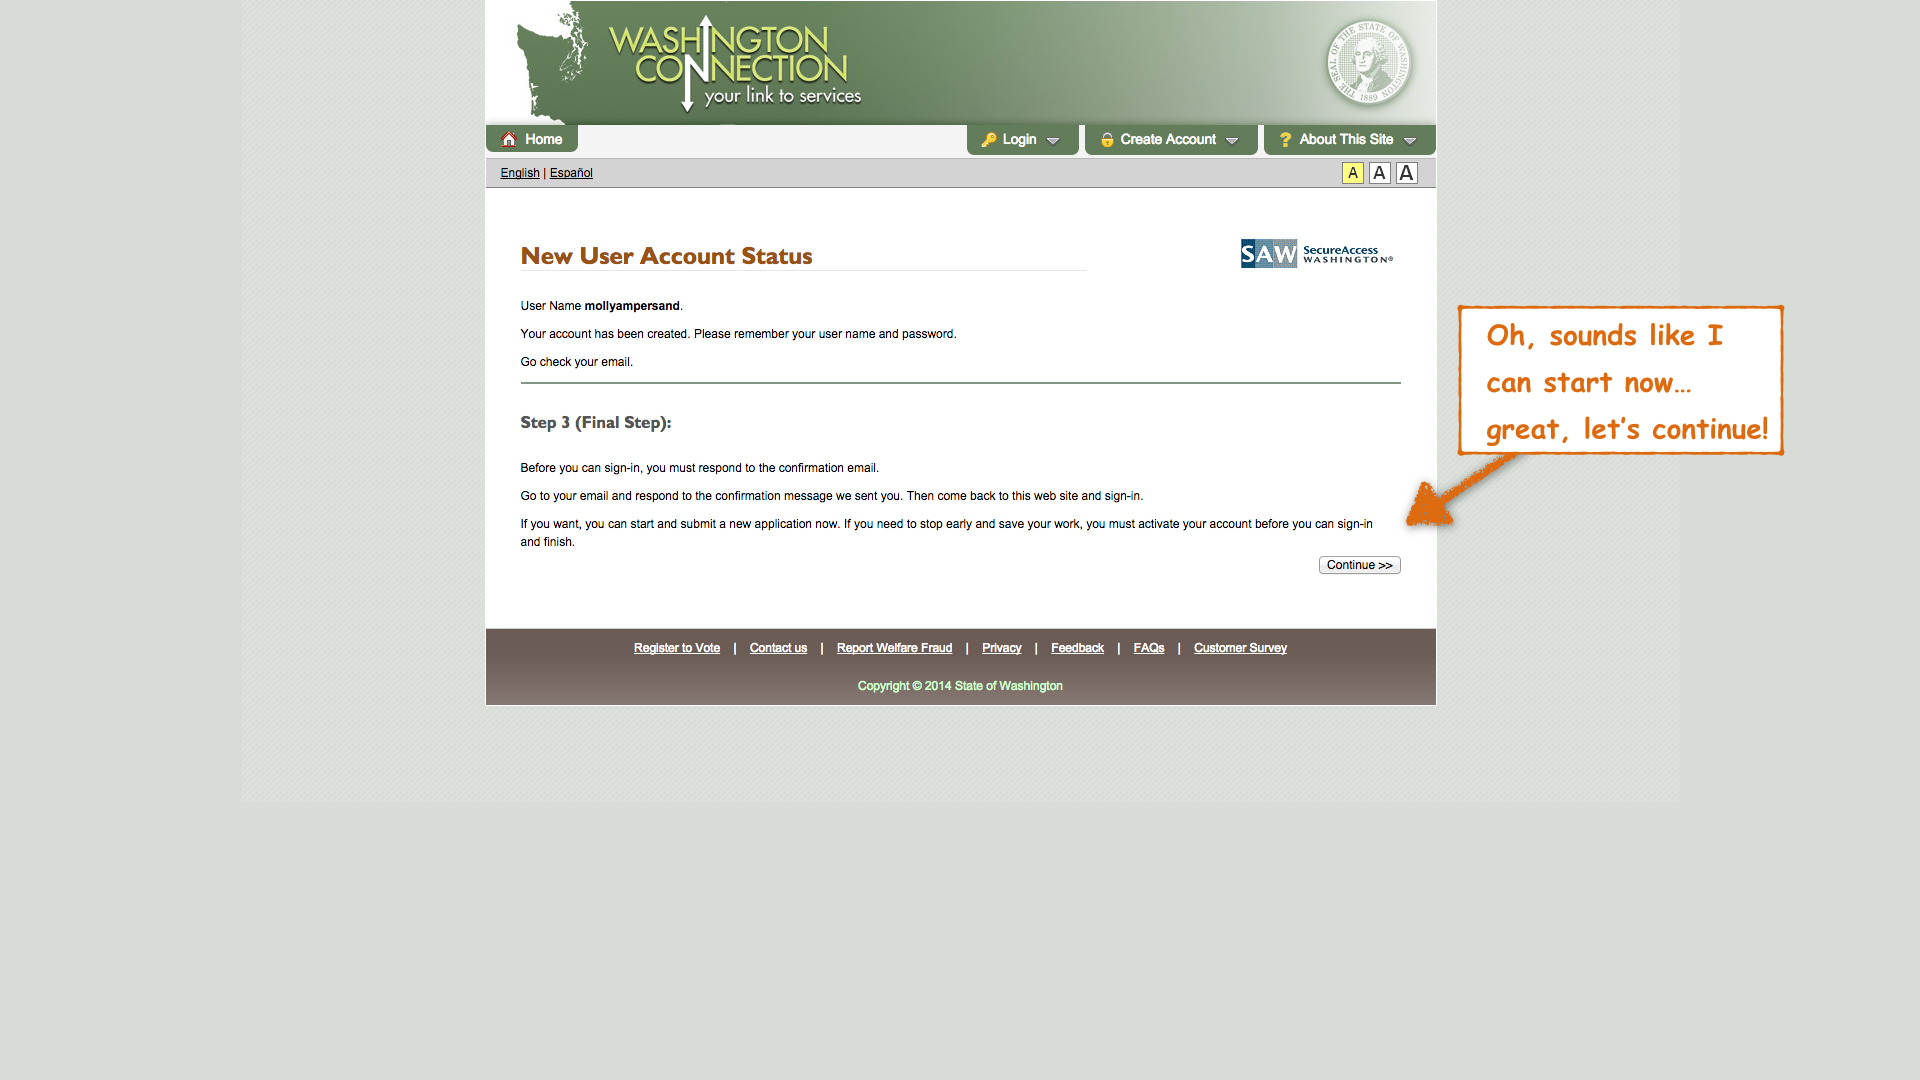 WASHINGTON
CONNECTION
your link to services
THE SEAL OF THE STATE OF WASHINGTON
1889
Home
Login
Create Account
? About This Site
English | Español
A A A
New User Account Status
SAW SecureAccess
WASHINGTON®
User Name mollyampersand.
Your account has been created. Please remember your user name and password.
Go check your email.
Oh, sounds like I
can start now...
great, let's continue!
Step 3 (Final Step):
Before you can sign-in, you must respond to the confirmation email.
Go to your email and respond to the confirmation message we sent you. Then come back to this web site and sign-in.
If you want, you can start and submit a new application now. If you need to stop early and save your work, you must activate your account before you can sign-in
and finish.
Continue >>
Register to Vote | Contact us | Report Welfare Fraud | Privacy | Feedback | FAQs | Customer Survey
Copyright © 2014 State of Washington